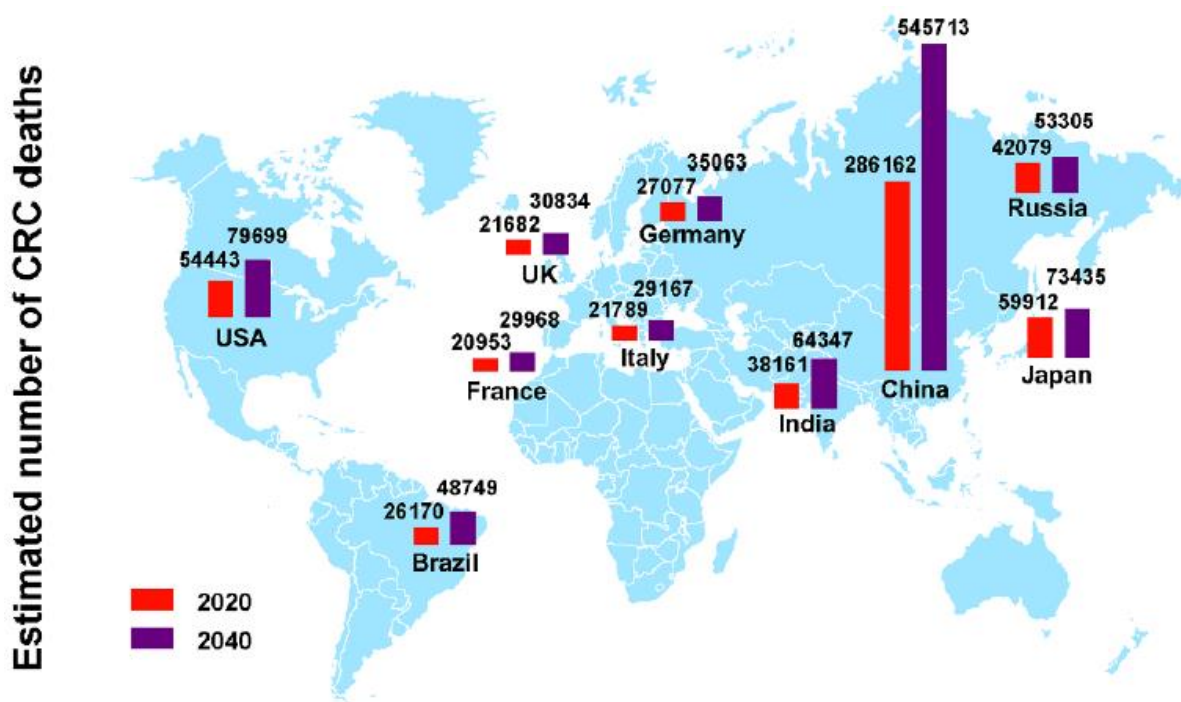 Estimated number of CRC deaths
545713
286162
China
53305
42079
Russia
35063
27077
Germany
30834
21682
UK
79699
54443
USA
29167
21789
Italy
29968
20953
France
64347
38161
India
73435
59912
Japan
48749
26170
Brazil
2020
2040